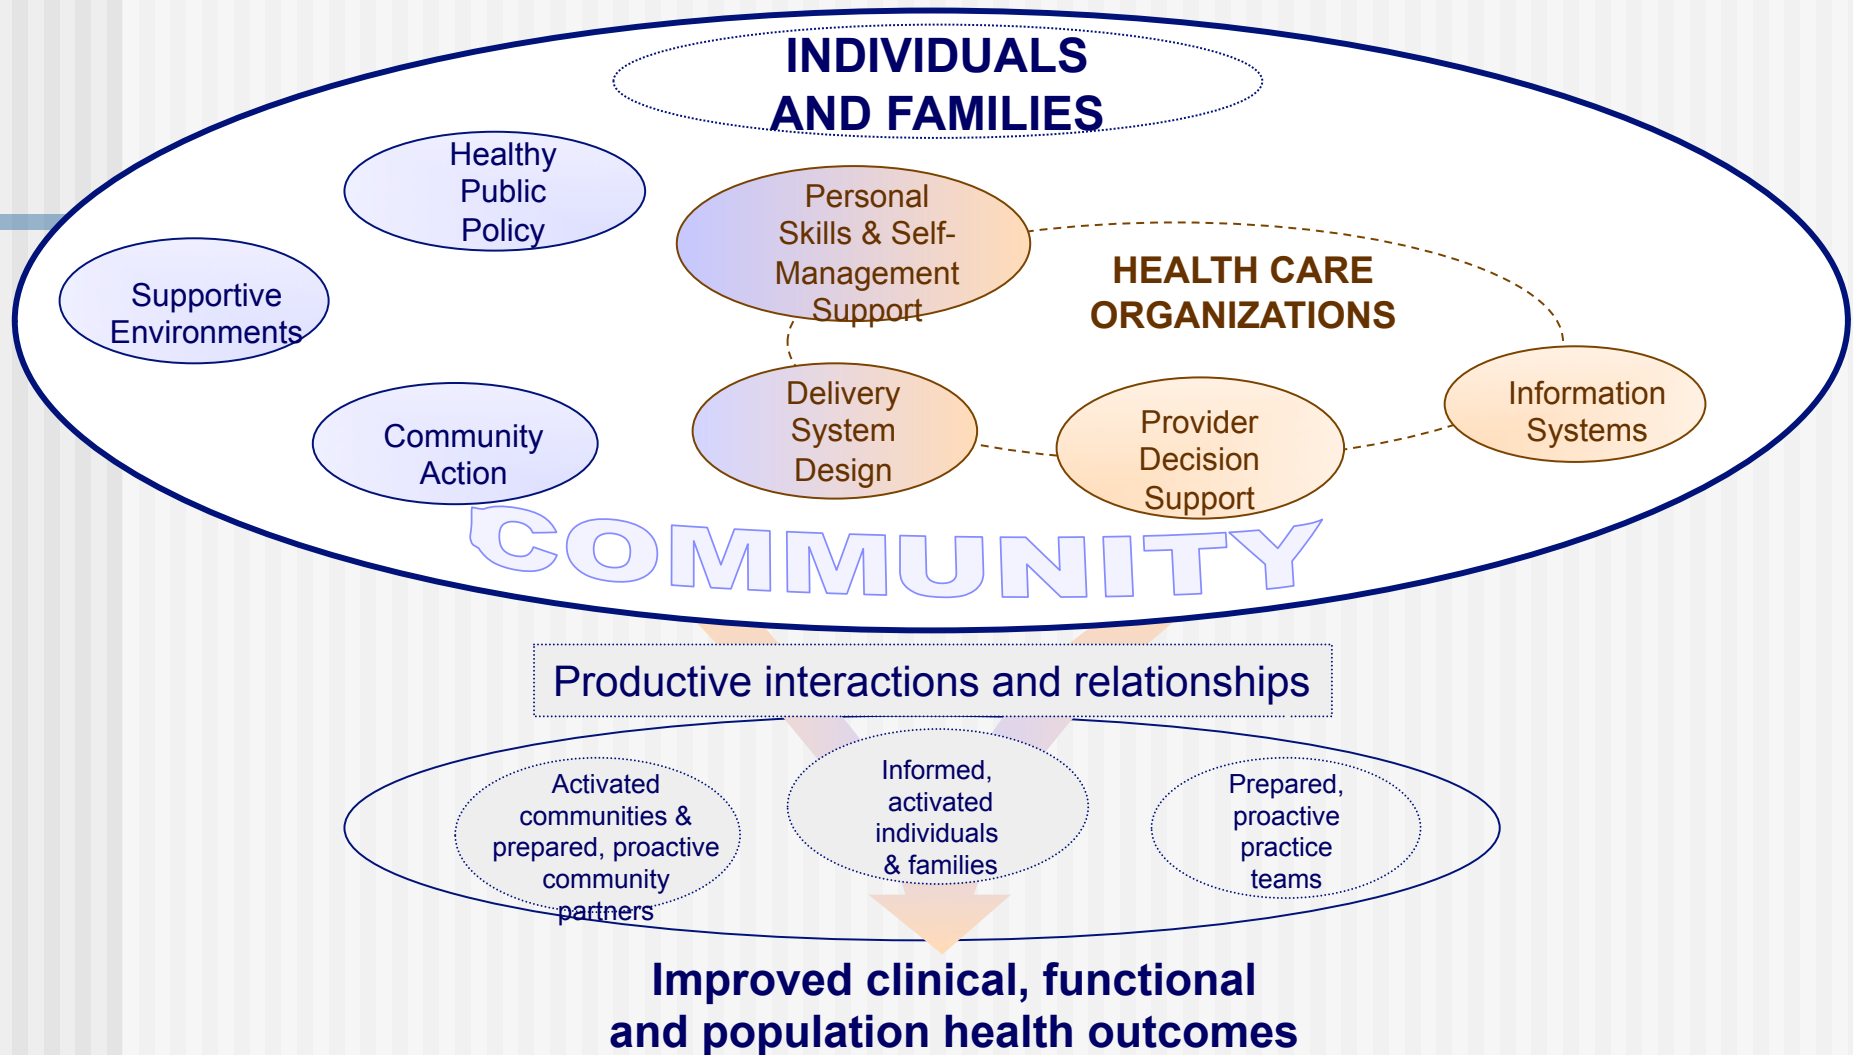 INDIVIDUALS
AND FAMILIES
Healthy
Public
Policy
Personal
Skills & Self-
Management
Support
HEALTH CARE
ORGANIZATIONS
Supportive
Environments
Delivery
System
Design
Provider
Decision
Support
Information
Systems
Community
Action
COMMUNITY
Productive interactions and relationships
Activated
communities &
prepared, proactive
community
partners
Informed,
activated
individuals
& families
Prepared,
proactive
practice
teams
Improved clinical, functional
and population health outcomes